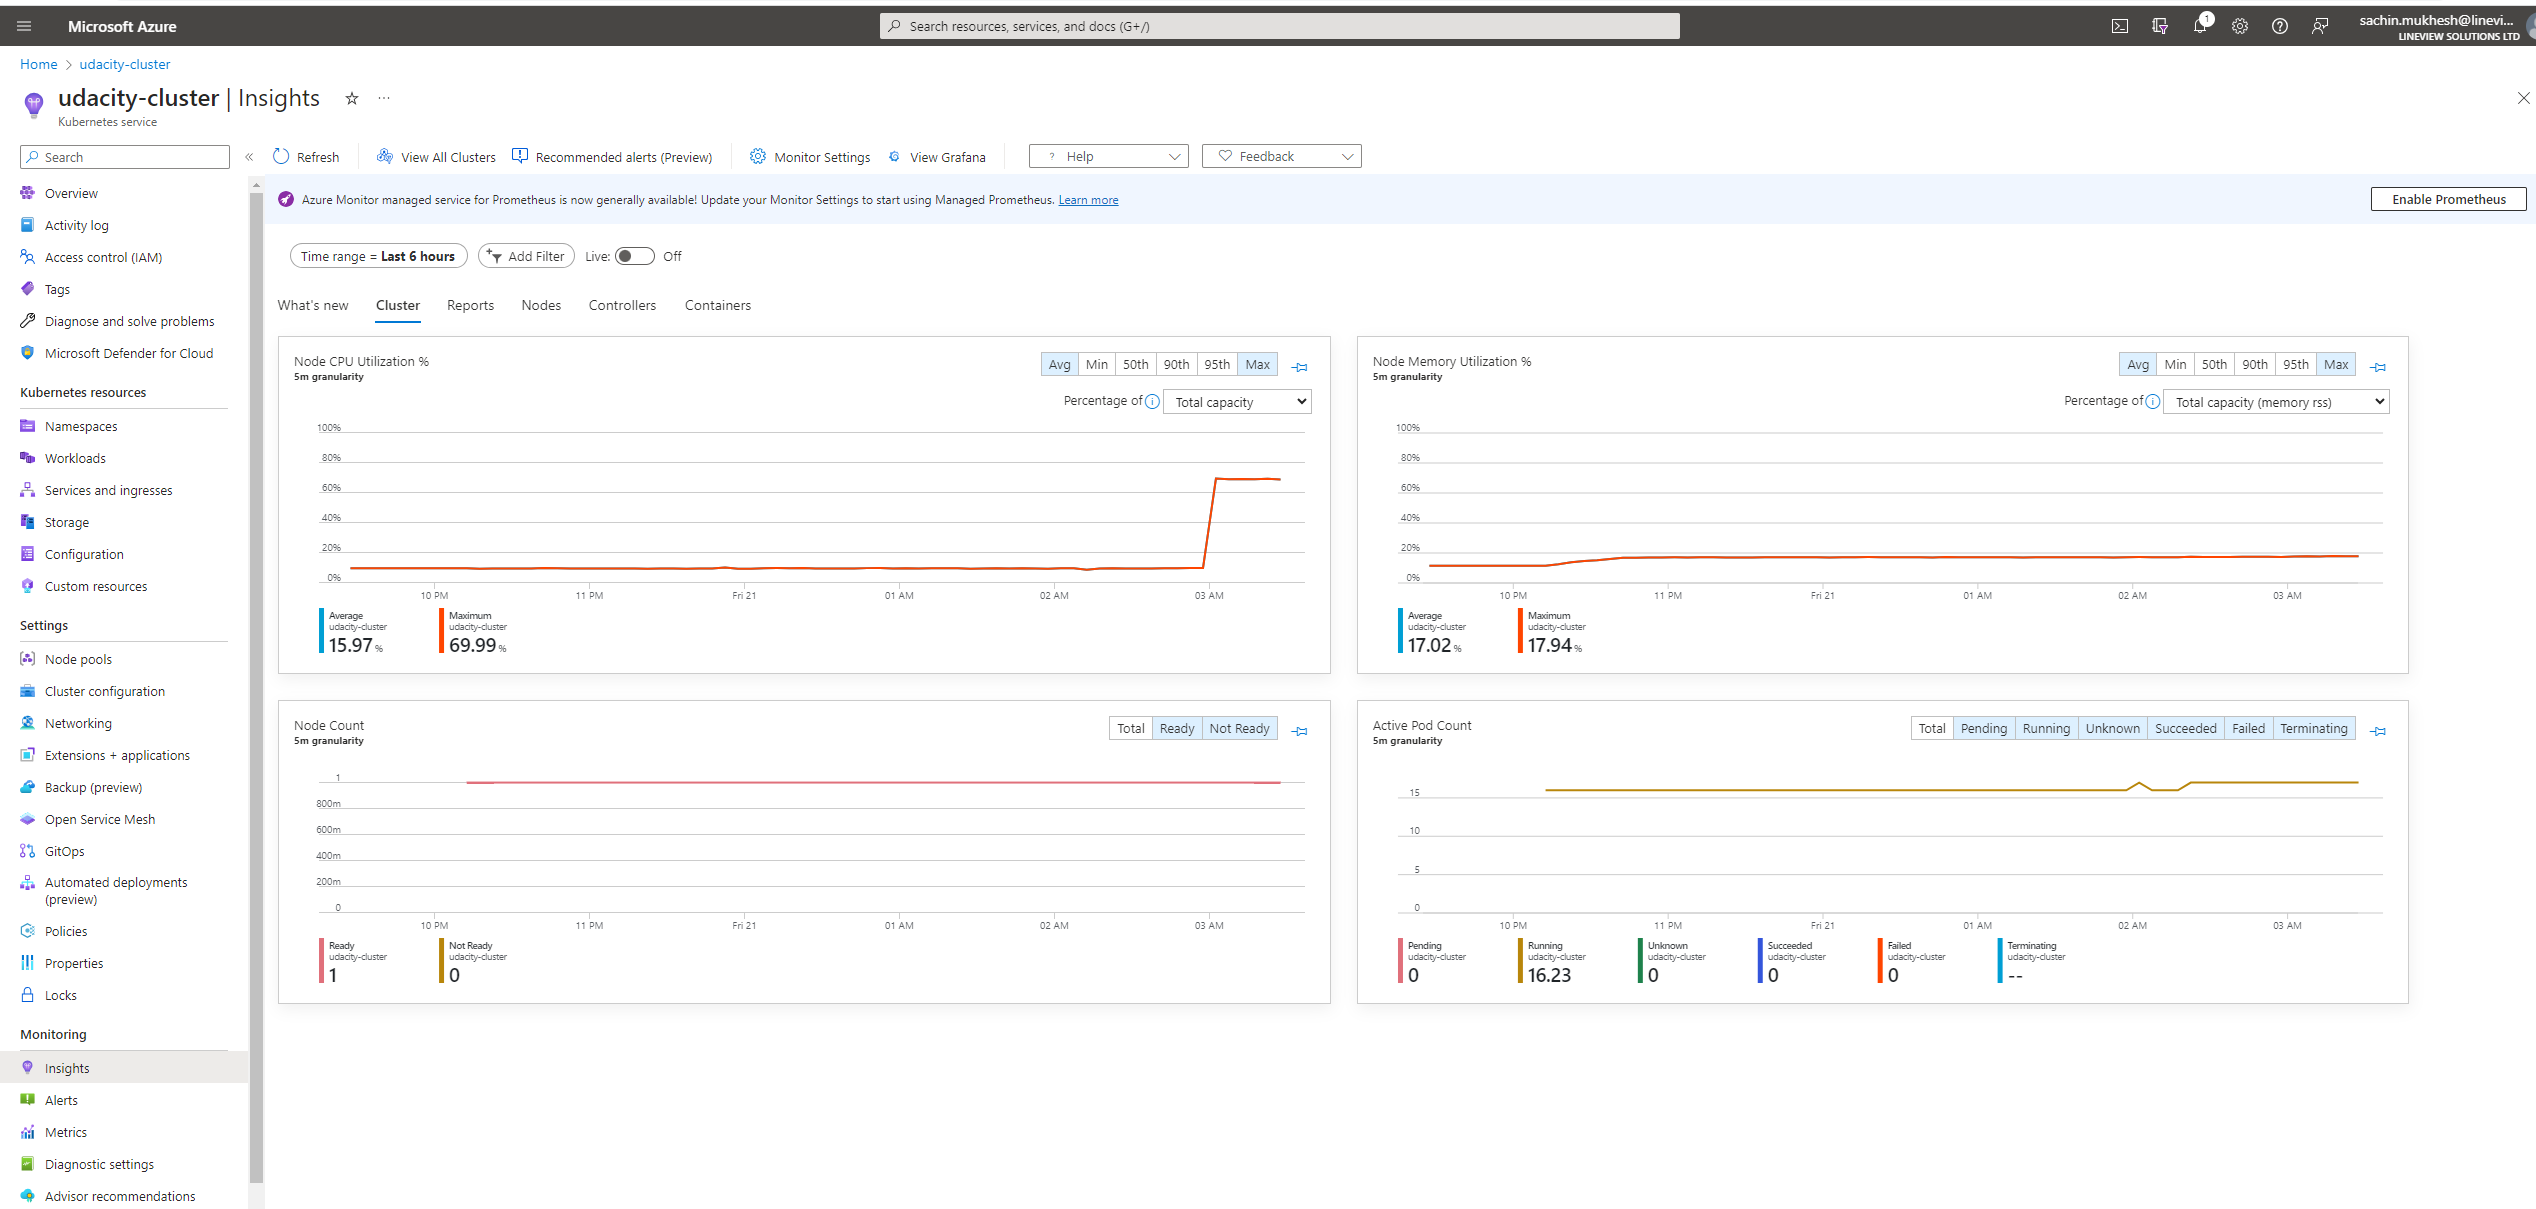 Microsoft Azure
Search resources, services, and docs (G+/)
1
sachin.mukhesh@linevi...
LINEVIEW SOLUTIONS LTD
Home > udacity-cluster
udacity-cluster | Insights
Kubernetes service
Search
Refresh
View All Clusters
Recommended alerts (Preview)
Monitor Settings
View Grafana
? Help
Feedback
Overview
Activity log
Access control (IAM)
Tags
Diagnose and solve problems
Microsoft Defender for Cloud
Kubernetes resources
Namespaces
Workloads
Services and ingresses
Storage
Configuration
Custom resources
Settings
Node pools
Cluster configuration
Networking
Extensions + applications
Backup (preview)
Open Service Mesh
GitOps
Automated deployments
(preview)
Policies
Properties
Locks
Monitoring
Insights
Alerts
Metrics
Diagnostic settings
Advisor recommendations
Azure Monitor managed service for Prometheus is now generally available! Update your Monitor Settings to start using Managed Prometheus. Learn more
Enable Prometheus
Time range = Last 6 hours
Add Filter
Live: Off
What's new Cluster Reports Nodes Controllers Containers
Node CPU Utilization %
5m granularity
Avg Min 50th 90th 95th Max
Percentage of Total capacity
100%
80%
60%
40%
20%
0%
10 PM 11 PM Fri 21 01 AM 02 AM 03 AM
Average
udacity-cluster
15.97 %
Maximum
udacity-cluster
69.99 %
Node Memory Utilization %
5m granularity
Avg Min 50th 90th 95th Max
Percentage of Total capacity (memory rss)
100%
80%
60%
40%
20%
0%
10 PM 11 PM Fri 21 01 AM 02 AM 03 AM
Average
udacity-cluster
17.02 %
Maximum
udacity-cluster
17.94 %
Node Count
5m granularity
Total Ready Not Ready
1
800m
600m
400m
200m
0
10 PM 11 PM Fri 21 01 AM 02 AM 03 AM
Ready
udacity-cluster
1
Not Ready
udacity-cluster
0
Active Pod Count
5m granularity
Total Pending Running Unknown Succeeded Failed Terminating
15
10
5
0
10 PM 11 PM Fri 21 01 AM 02 AM 03 AM
Pending
udacity-cluster
0
Running
udacity-cluster
16.23
Unknown
udacity-cluster
0
Succeeded
udacity-cluster
0
Failed
udacity-cluster
0
Terminating
udacity-cluster
--